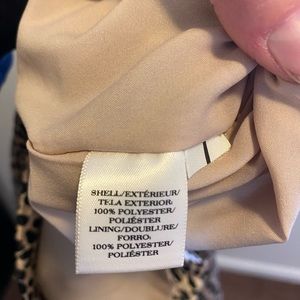 SHELL/EXTÉRIEUR/
TELA EXTERIOR:
100% POLYESTER/
POLIÉSTER
LINING/DOUBLURE/
FORRO:
100% POLYESTER/
POLIÉSTER